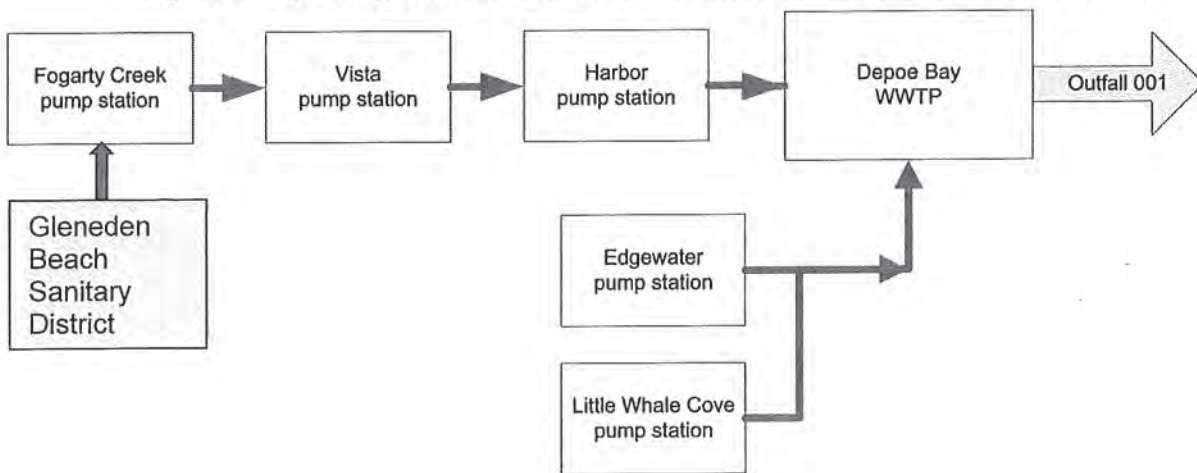 Fogarty Creek
pump station
Vista
pump station
Harbor
pump station
Depoe Bay
WWTP
Outfall 001
Gleneden
Beach
Sanitary
District
Edgewater
pump station
Little Whale Cove
pump station